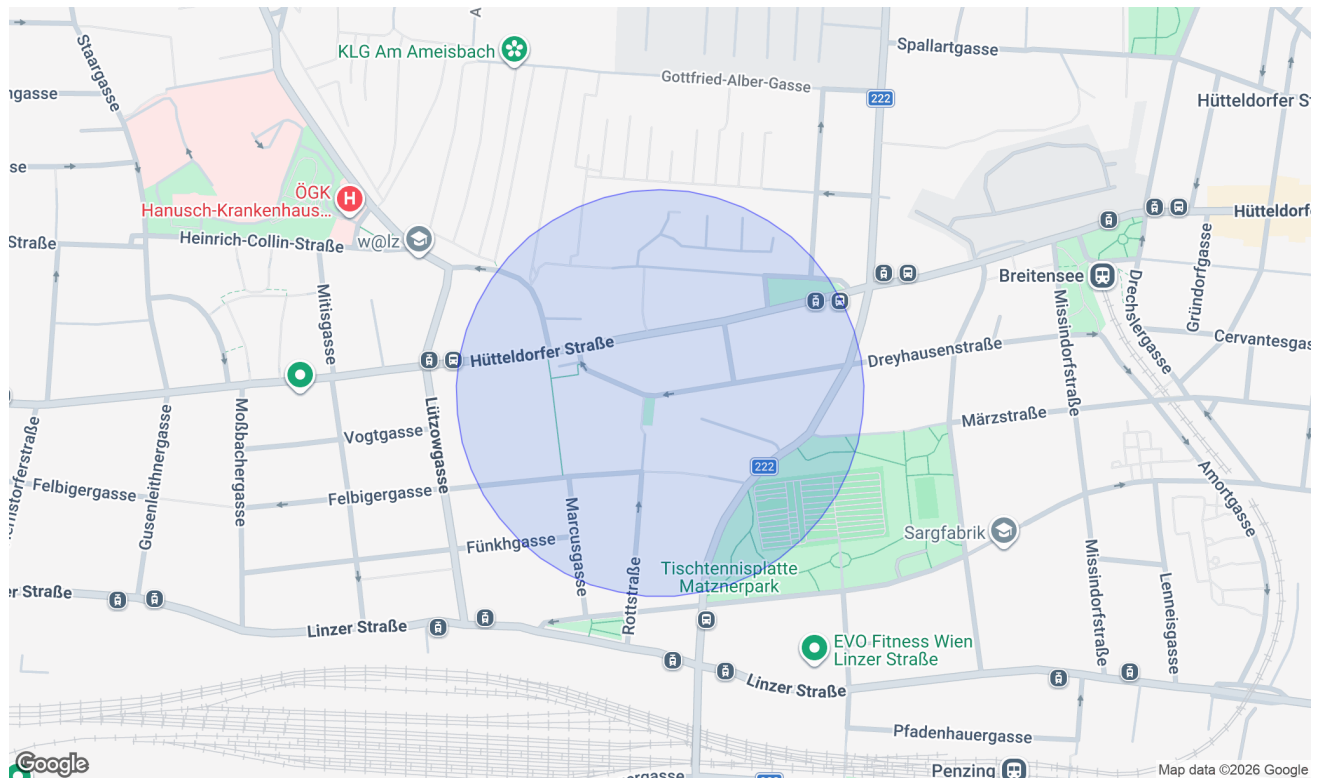 Staargasse
KLG Am Ameisbach
A
Spallartgasse
Gottfried-Alber-Gasse
ngasse
222
Hütteldorfer St
se
ÖGK
Hanusch-Krankenhaus...
H
w@lz
Heinrich-Collin-Straße
Straße
Hütteldorf
Breitensee
Gründorfgasse
Drechslergasse
Missindorfstraße
Mitisgasse
Hütteldorfer Straße
Dreyhausenstraße
Cervantesgas
Märzstraße
Lützowgasse
Vogtgasse
Moßbachergasse
Gusenleithnergasse
rnstorferstraße
Felbigergasse
Felbigergasse
222
Amortgasse
Marcusgasse
Fünkhgasse
Sargfabrik
Rottstraße
Tischtennisplatte
Matznerpark
Missindorfstraße
Lenneisgasse
er Straße
Linzer Straße
EVO Fitness Wien
Linzer Straße
Linzer Straße
Pfadenhauergasse
Penzing
Google
Map data ©2026 Google